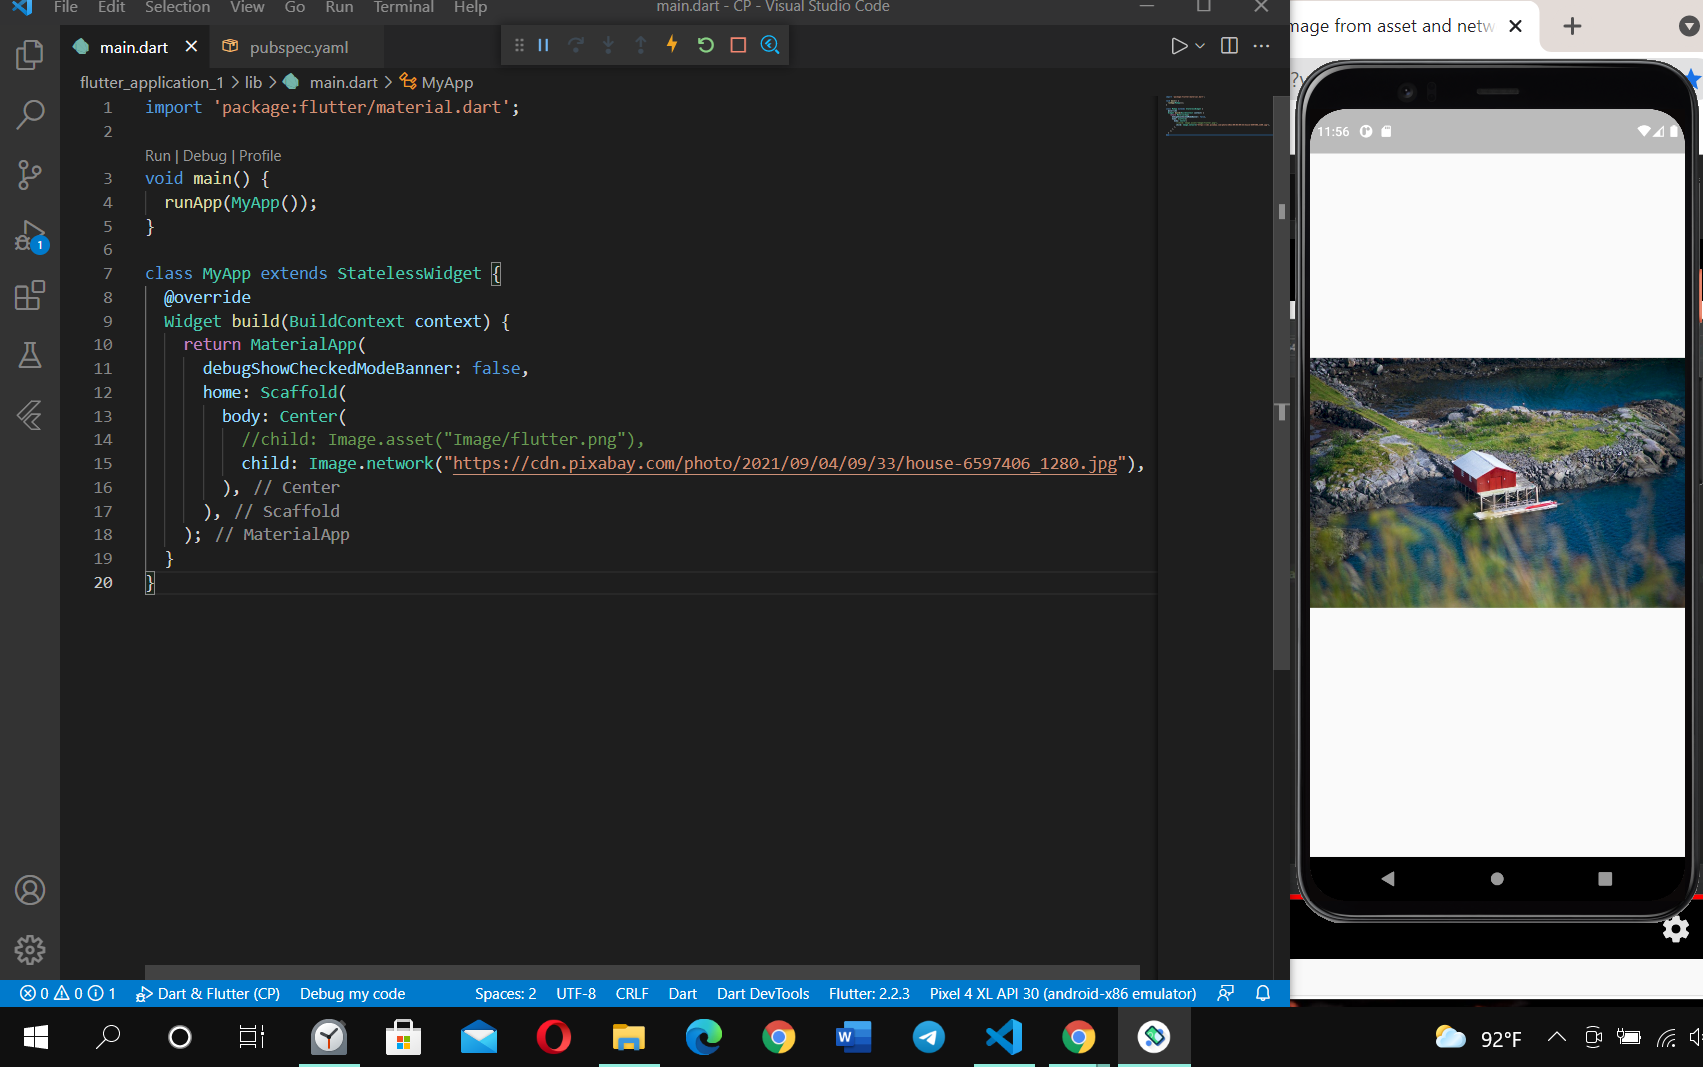 File Edit Selection View Go Run Terminal Help main.dart - CP - Visual Studio Code
main.dart pubspec.yaml
flutter_application_1 > lib > main.dart > MyApp
1 import 'package:flutter/material.dart';
2
Run | Debug | Profile
3 void main() {
4 runApp(MyApp());
5 }
6
7 class MyApp extends StatelessWidget {
8 @override
9 Widget build(BuildContext context) {
10 return MaterialApp(
11 debugShowCheckedModeBanner: false,
12 home: Scaffold(
13 body: Center(
14 //child: Image.asset("Image/flutter.png"),
15 child: Image.network("https://cdn.pixabay.com/photo/2021/09/04/09/33/house-6597406_1280.jpg"),
16 ), // Center
17 ), // Scaffold
18 ); // MaterialApp
19 }
20 }
1
0 0 1 Dart & Flutter (CP) Debug my code Spaces: 2 UTF-8 CRLF Dart Dart DevTools Flutter: 2.2.3 Pixel 4 XL API 30 (android-x86 emulator)
mage from asset and netw
11:56
92°F